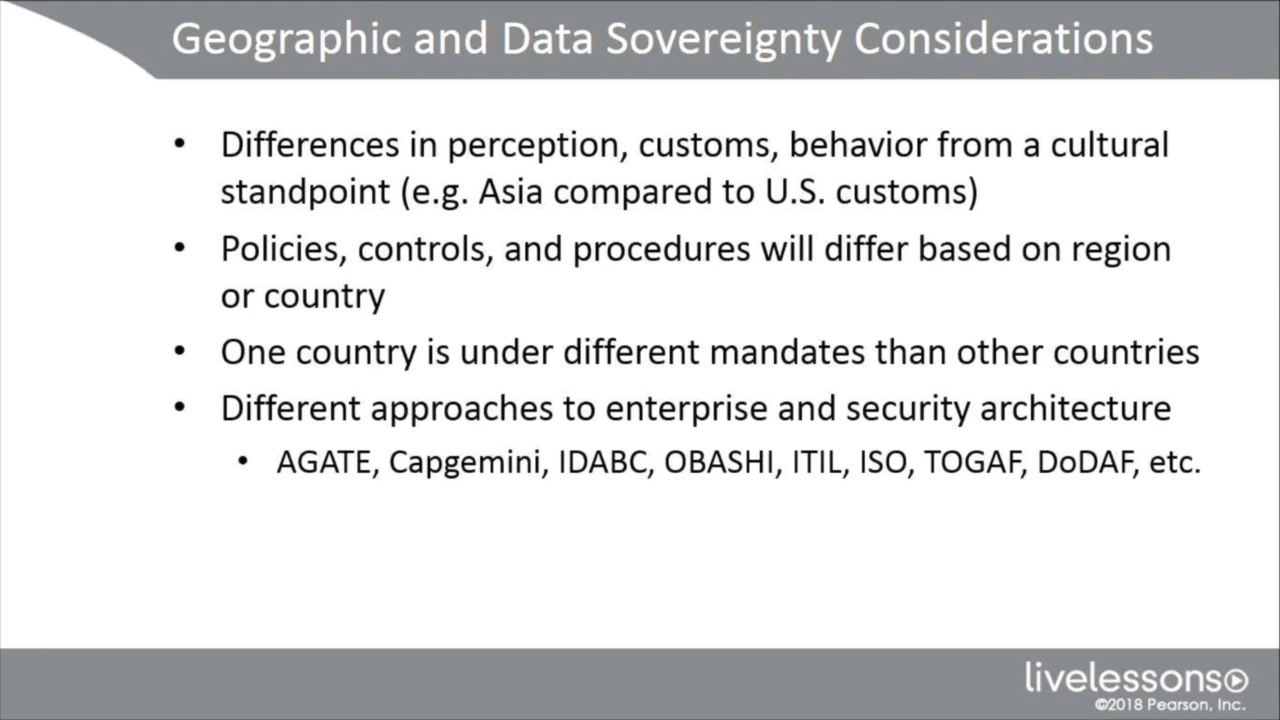 Geographic and Data Sovereignty Considerations
• Differences in perception, customs, behavior from a cultural
standpoint (e.g. Asia compared to U.S. customs)
• Policies, controls, and procedures will differ based on region
or country
• One country is under different mandates than other countries
• Different approaches to enterprise and security architecture
• AGATE, Capgemini, IDABC, OBASHI, ITIL, ISO, TOGAF, DoDAF, etc.
livelessons
©2018 Pearson, Inc.